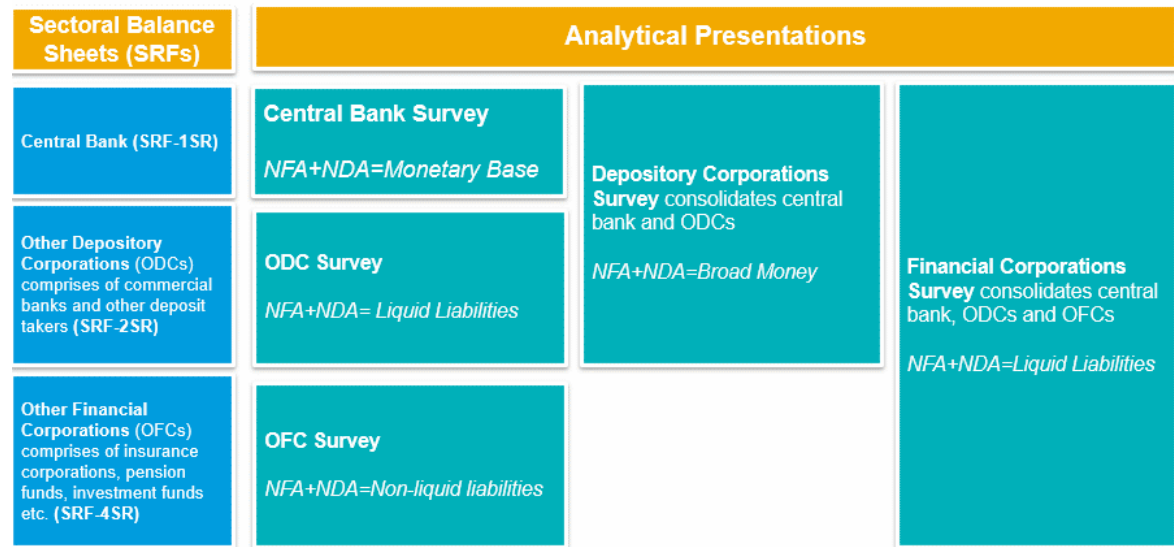 Sectoral Balance
Sheets (SRFs)
Analytical Presentations
Central Bank (SRF-1SR)
Central Bank Survey
NFA+NDA=Monetary Base
Depository Corporations
Survey consolidates central
bank and ODCs
NFA+NDA=Broad Money
Financial Corporations
Survey consolidates central
bank, ODCs and OFCs
NFA+NDA=Liquid Liabilities
Other Depository
Corporations (ODCs)
comprises of commercial
banks and other deposit
takers (SRF-2SR)
ODC Survey
NFA+NDA= Liquid Liabilities
Other Financial
Corporations (OFCs)
comprises of insurance
corporations, pension
funds, investment funds
etc. (SRF-4SR)
OFC Survey
NFA+NDA=Non-liquid liabilities